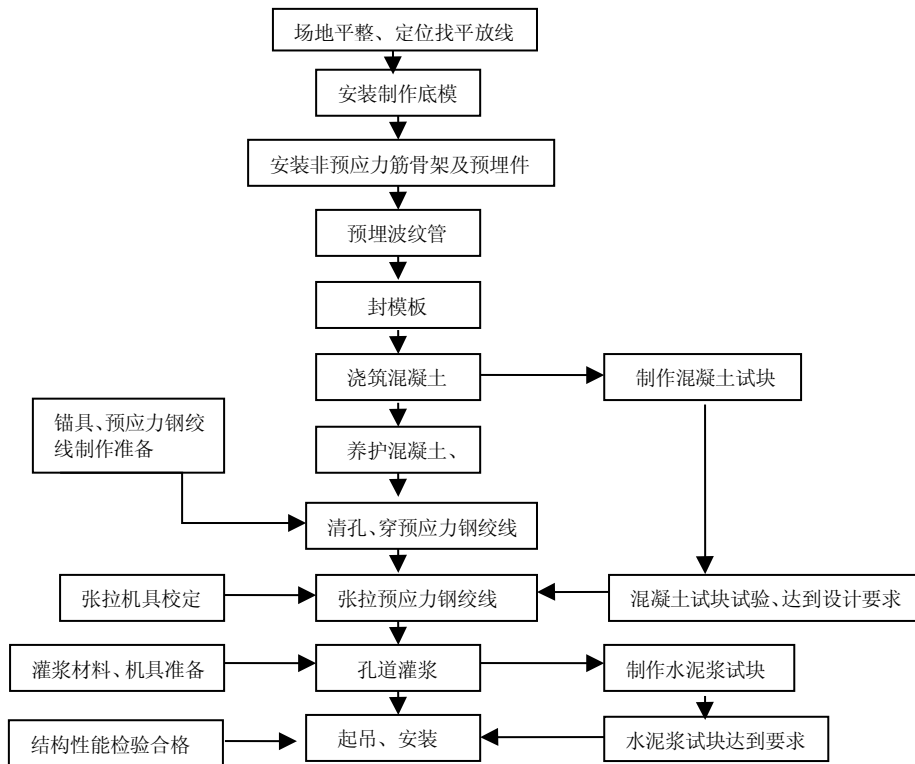 场地平整、定位找平放线
安装制作底模
安装非预应力筋骨架及预埋件
预埋波纹管
封模板
浇筑混凝土
制作混凝土试块
锚具、预应力钢绞
线制作准备
养护混凝土、
清孔、穿预应力钢绞线
张拉机具校定
张拉预应力钢绞线
混凝土试块试验、达到设计要求
灌浆材料、机具准备
孔道灌浆
制作水泥浆试块
结构性能检验合格
起吊、安装
水泥浆试块达到要求